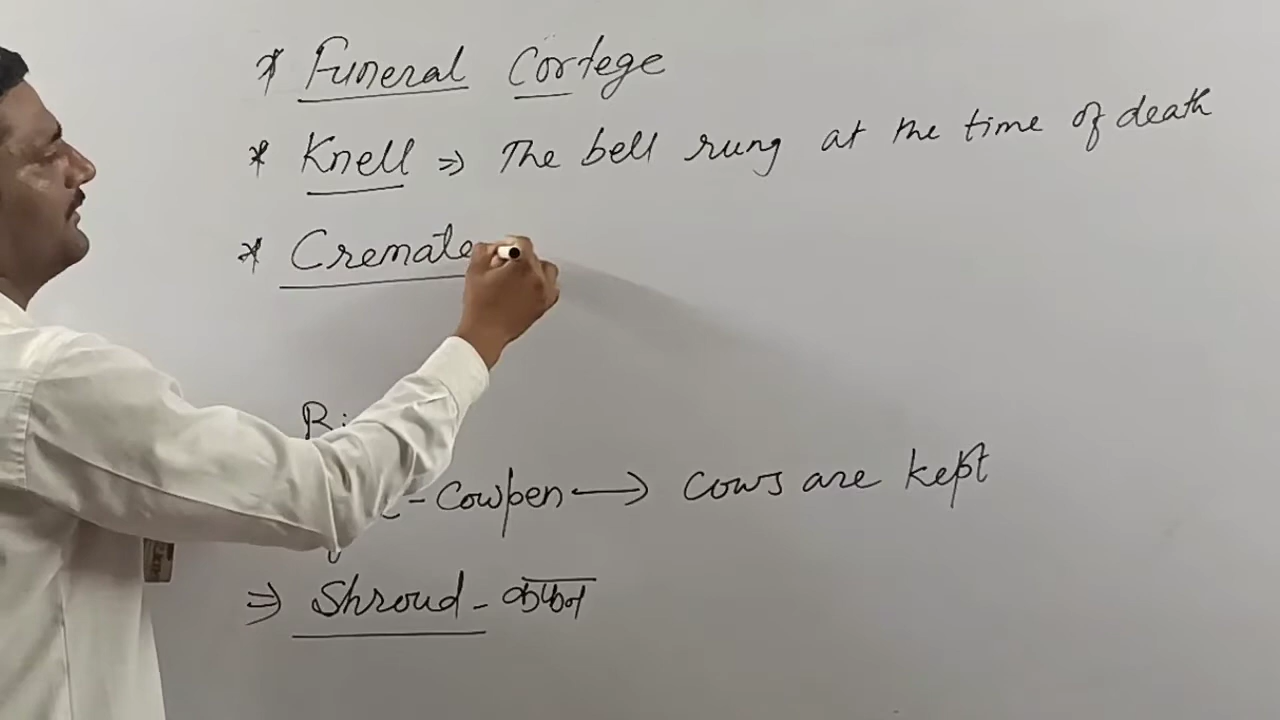 * Funeral Cortege
* Knell => The bell rung at the time of death
* Cremate
- Cowpen → cows are kept
⇒ Shroud - कफन